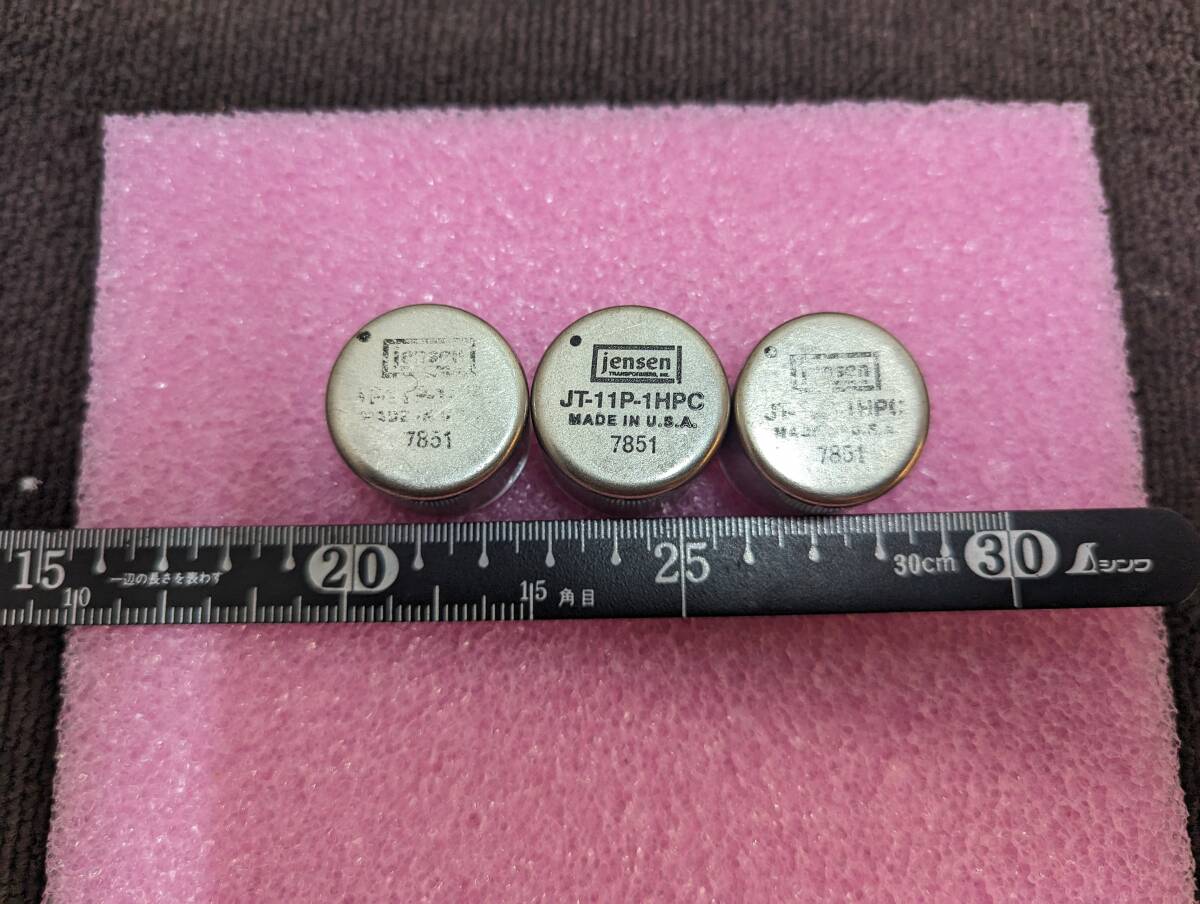 jensen
MADE
7851
jensen
TRANSFORMERS, INC.
JT-11P-1HPC
MADE IN U.S.A.
7851
jensen
1HPC
7851
15 20 25 30cm 30 シンワ
一辺の長さを表わす
10 15 角目